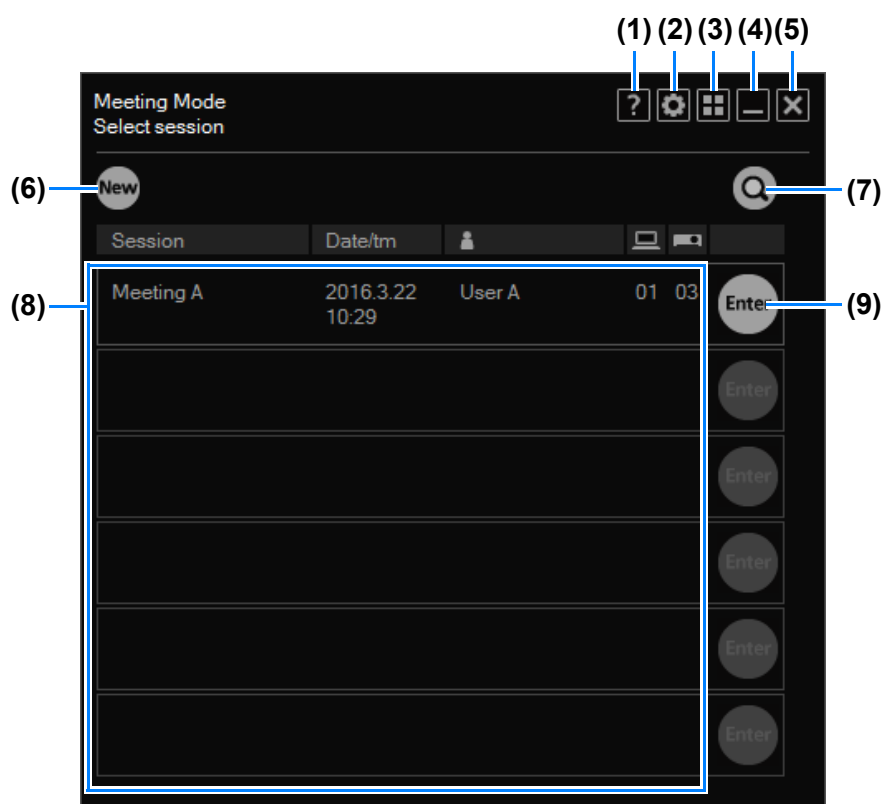 (1) (2) (3) (4) (5)
Meeting Mode
Select session
?
(6) New (7)
Session Date/tm
(8) Meeting A 2016.3.22 User A 01 03 Enter (9)
10:29
Enter
Enter
Enter
Enter
Enter